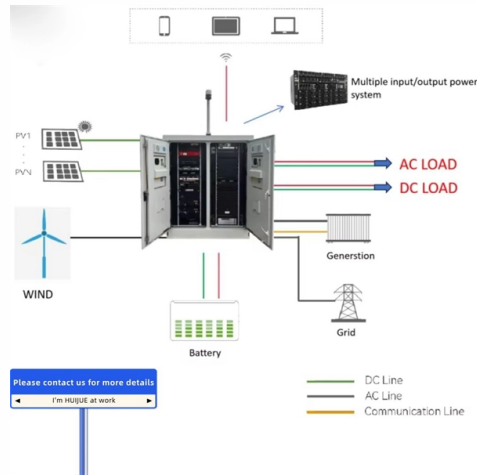 Multiple input/output power
system
PV1
PVN
AC LOAD
DC LOAD
WIND
Generstion
Grid
Battery
DC Line
AC Line
Communication Line
Please contact us for more details
I'm HUIJUE at work